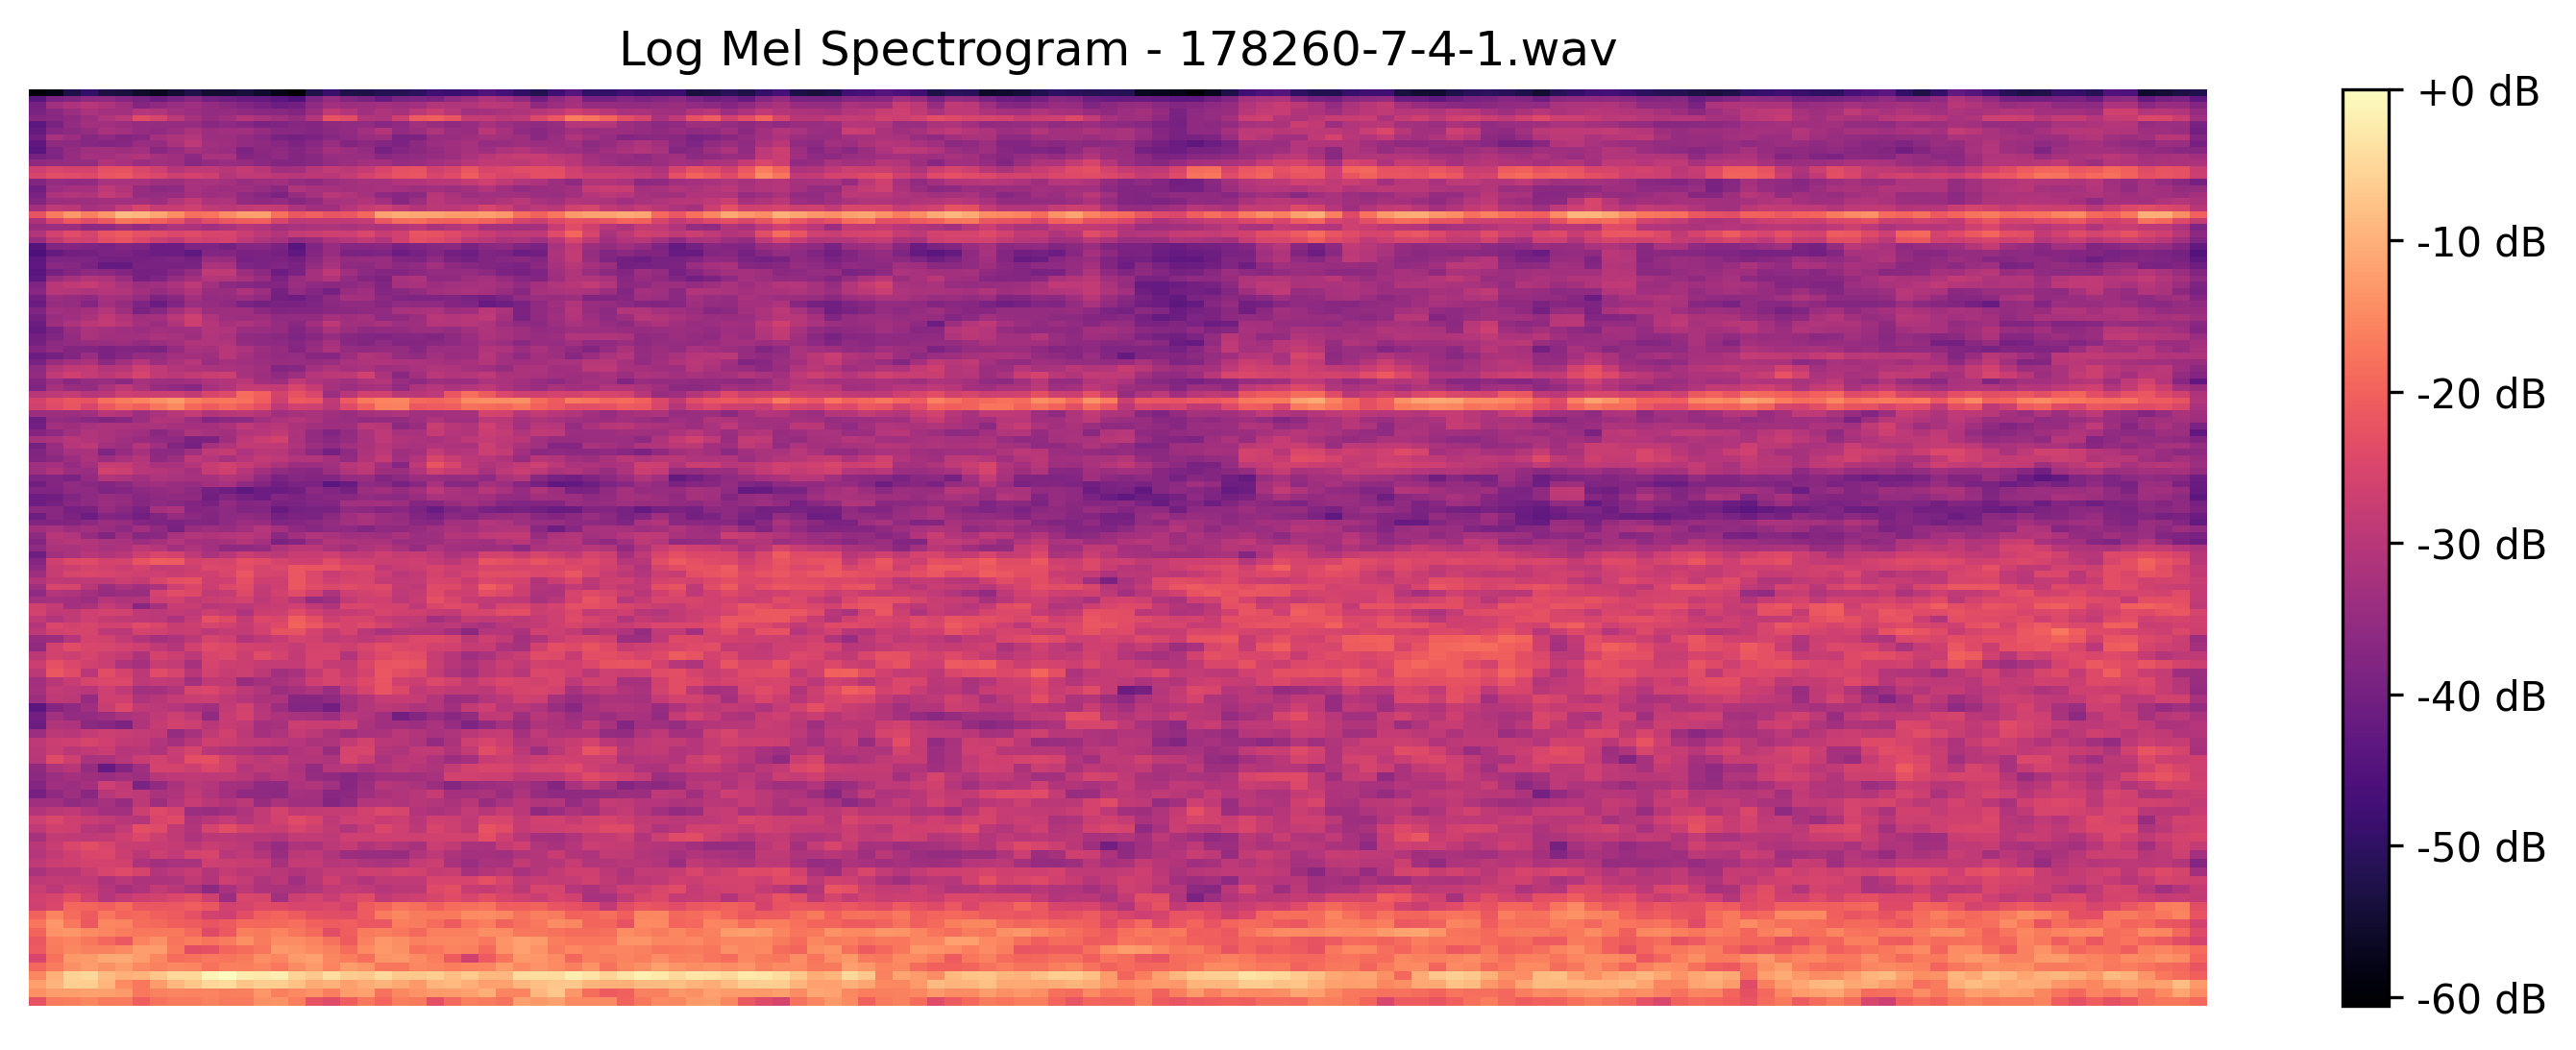 Log Mel Spectrogram - 178260-7-4-1.wav
+0 dB
-10 dB
-20 dB
-30 dB
-40 dB
-50 dB
-60 dB